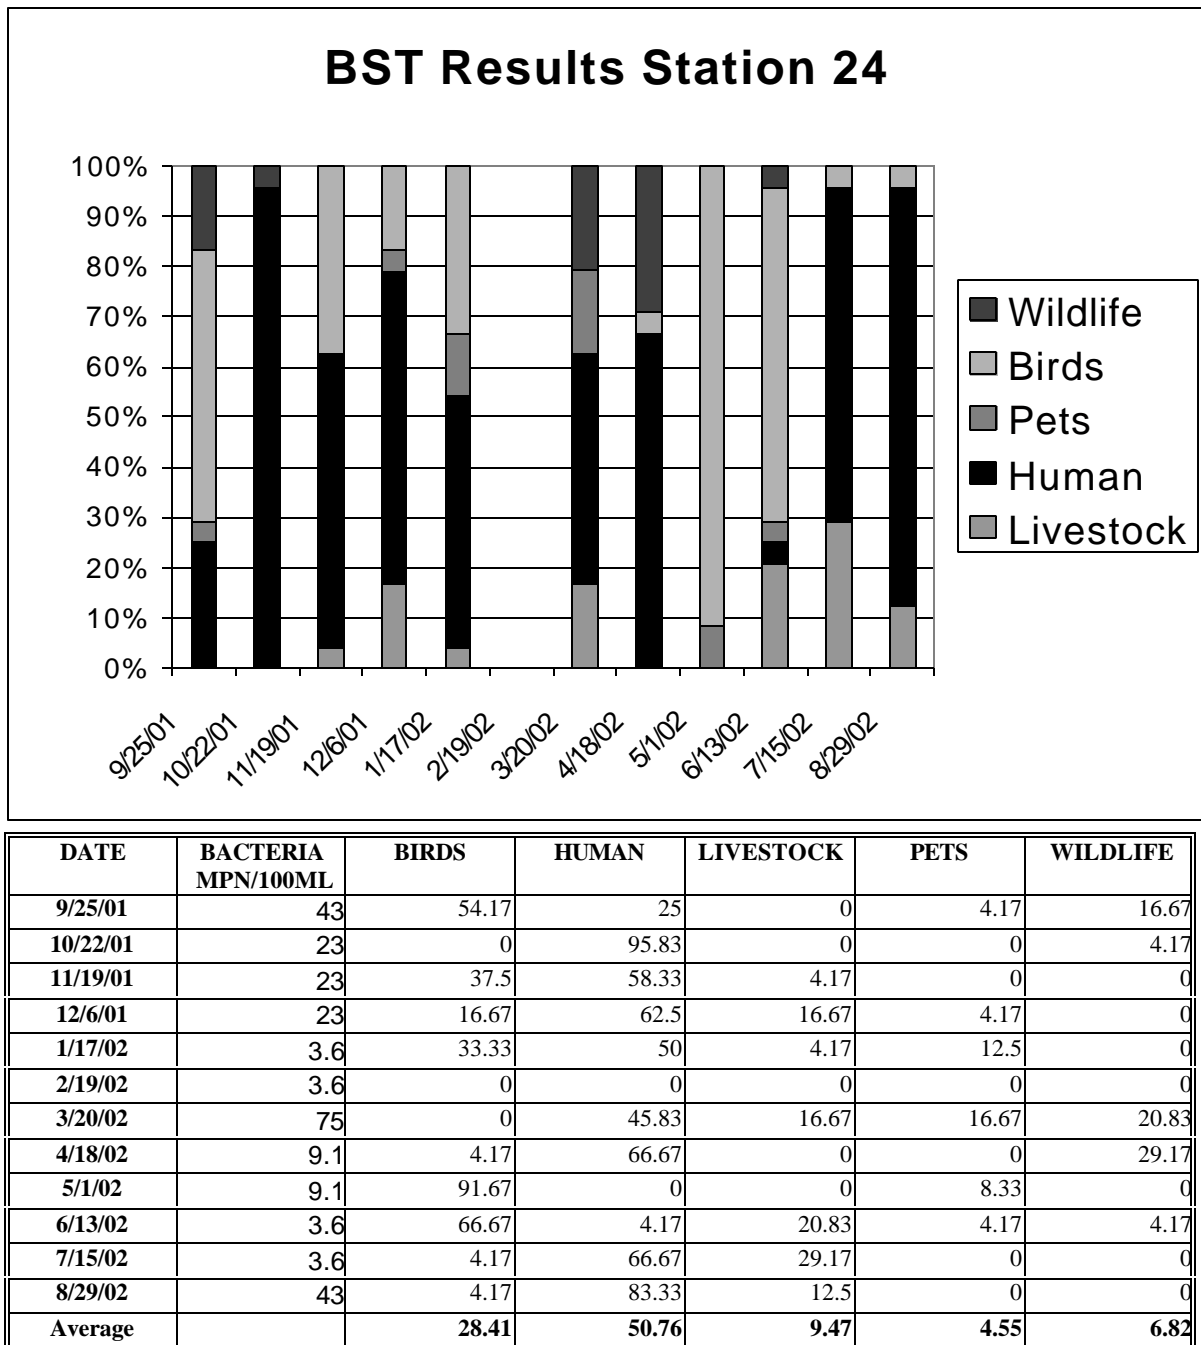 BST Results Station 24
100%
90%
80%
70%
60%
50%
40%
30%
20%
10%
0%
9/25/01 10/22/01 11/19/01 12/6/01 1/17/02 2/19/02 3/20/02 4/18/02 5/1/02 6/13/02 7/15/02 8/29/02
Wildlife
Birds
Pets
Human
Livestock
DATE BACTERIA MPN/100ML BIRDS HUMAN LIVESTOCK PETS WILDLIFE
9/25/01 43 54.17 25 0 4.17 16.67
10/22/01 23 0 95.83 0 0 4.17
11/19/01 23 37.5 58.33 4.17 0 0
12/6/01 23 16.67 62.5 16.67 4.17 0
1/17/02 3.6 33.33 50 4.17 12.5 0
2/19/02 3.6 0 0 0 0 0
3/20/02 75 0 45.83 16.67 16.67 20.83
4/18/02 9.1 4.17 66.67 0 0 29.17
5/1/02 9.1 91.67 0 0 8.33 0
6/13/02 3.6 66.67 4.17 20.83 4.17 4.17
7/15/02 3.6 4.17 66.67 29.17 0 0
8/29/02 43 4.17 83.33 12.5 0 0
Average 28.41 50.76 9.47 4.55 6.82